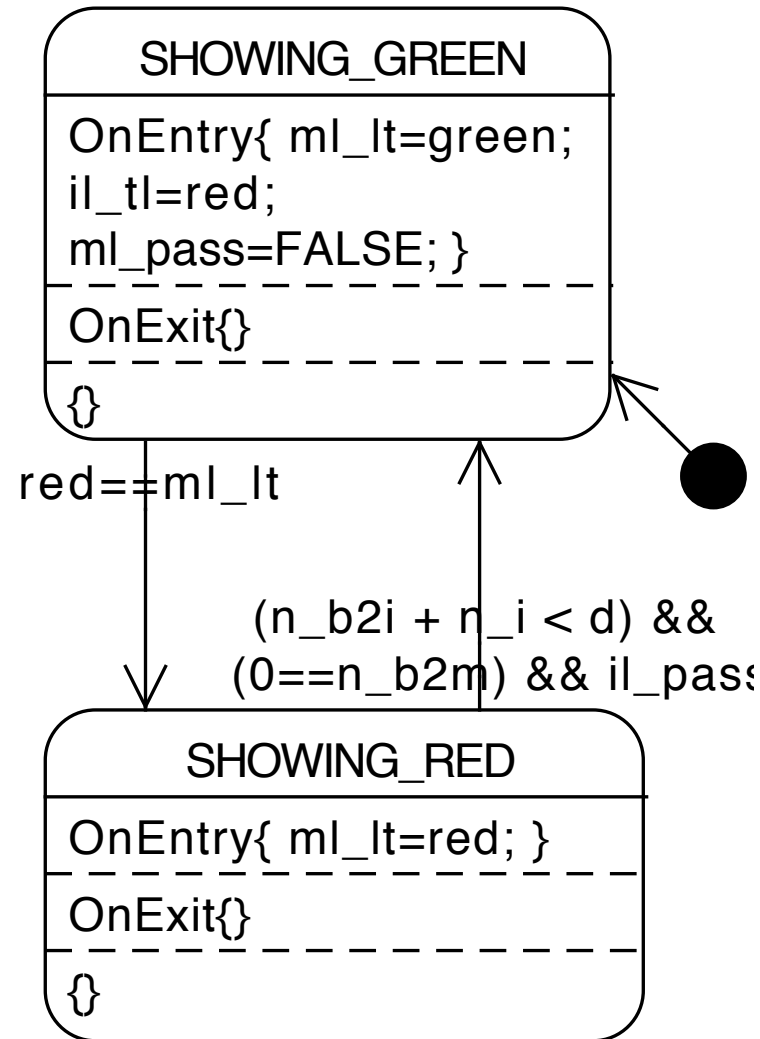 SHOWING_GREEN
OnEntry{ ml_lt=green;
il_tl=red;
ml_pass=FALSE; }
OnExit{}
{}
red==ml_lt
(n_b2i + n_i < d) &&
(0==n_b2m) && il_pass
SHOWING_RED
OnEntry{ ml_lt=red; }
OnExit{}
{}